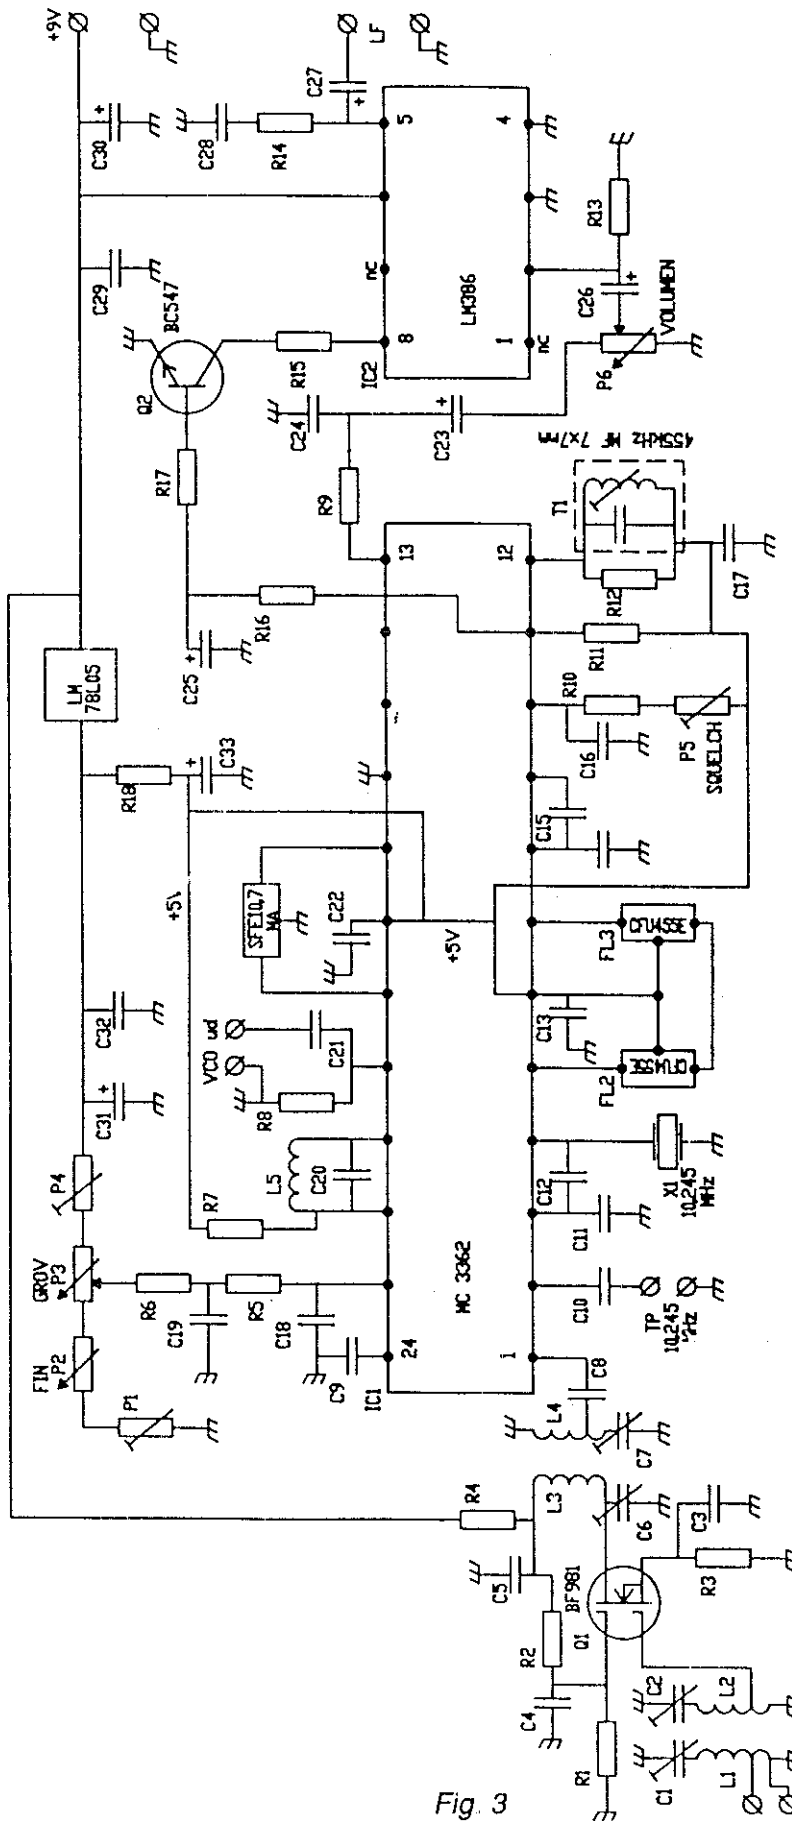 +9V
LF
C30
C28
R14
C27
5
4
C29
nc
LM386
R13
BC547
Q2
R15
8
IC2
1
nc
C26
VOLUMEN
P6
C24
C23
R17
R9
455kHz MF 7x7mm
T1
13
12
R12
C17
R16
C25
R11
LM
78L05
R10
C16
P5
SQUELCH
R18
C33
C15
+5V
SFE10,7
MA
C22
+5V
FL3
CFU455E
C32
VCO ud
C21
C13
FL2
CFU455E
C31
R8
L5
C20
C12
X1
10,245
MHz
P4
R7
C11
GROV
P3
R6
R5
MC 3362
C10
TP
10,245
MHz
FIN
P2
C19
C18
P1
C9
24
IC1
1
C8
L4
C7
R4
L3
C6
C3
C5
BF981
R3
R2
Q1
C4
C2
L2
R1
C1
L1
Fig. 3